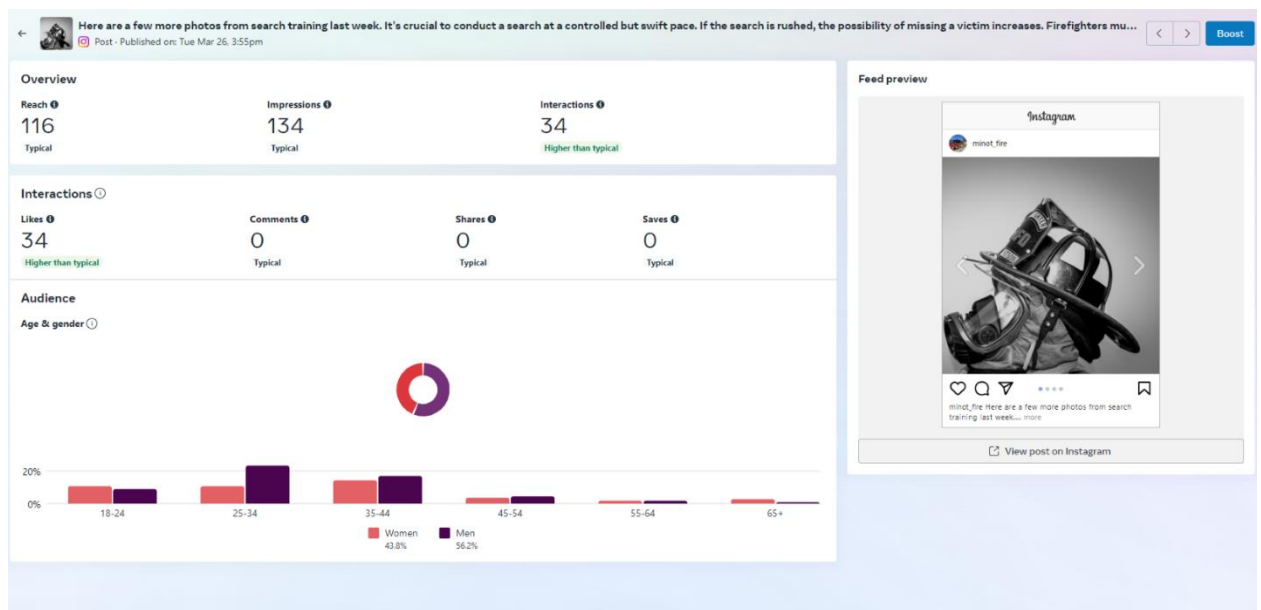 Here are a few more photos from search training last week. It's crucial to conduct a search at a controlled but swift pace. If the search is rushed, the possibility of missing a victim increases. Firefighters mu...
Post · Published on: Tue Mar 26, 3:55pm
Boost
Overview
Reach
Impressions
Interactions
116
134
34
Typical
Typical
Higher than typical
Interactions
Likes
Comments
Shares
Saves
34
0
0
0
Higher than typical
Typical
Typical
Typical
Audience
Age & gender
20%
0%
18-24
25-34
35-44
45-54
55-64
65+
Women
Men
43.8%
56.2%
Feed preview
Instagram
minot_fire
minot_fire Here are a few more photos from search
training last week.... more
View post on Instagram